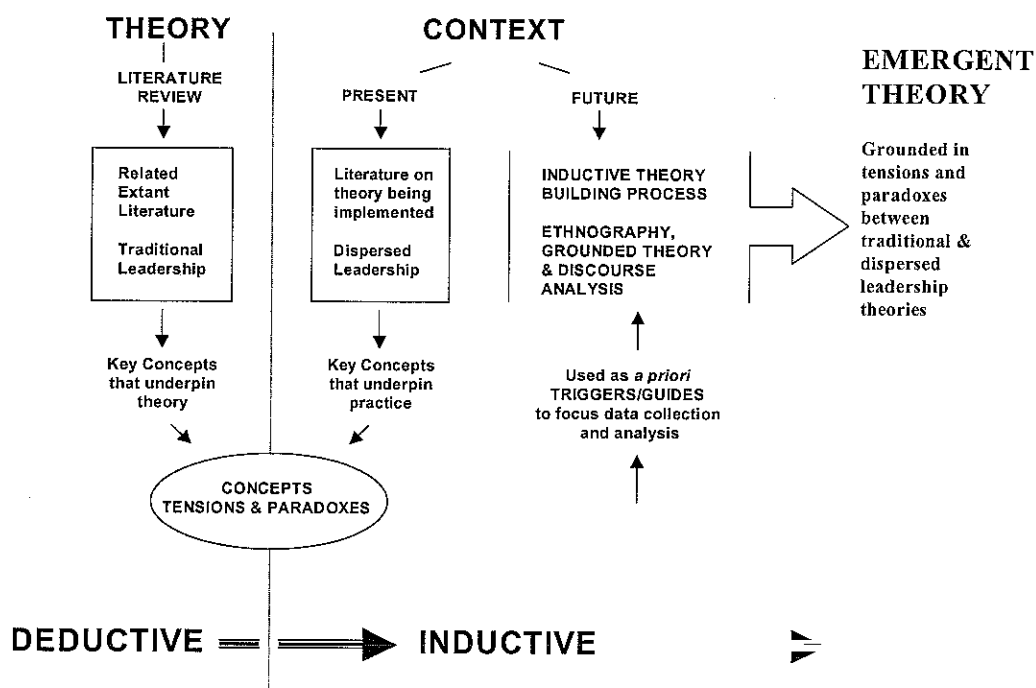 THEORY
CONTEXT
LITERATURE
REVIEW
PRESENT
FUTURE
EMERGENT
THEORY
Related
Extant
Literature
Traditional
Leadership
Literature on
theory being
implemented
Dispersed
Leadership
INDUCTIVE THEORY
BUILDING PROCESS
ETHNOGRAPHY,
GROUNDED THEORY
& DISCOURSE
ANALYSIS
Grounded in
tensions and
paradoxes
between
traditional &
dispersed
leadership
theories
Key Concepts
that underpin
theory
Key Concepts
that underpin
practice
Used as a priori
TRIGGERS/GUIDES
to focus data collection
and analysis
CONCEPTS
TENSIONS & PARADOXES
DEDUCTIVE
INDUCTIVE